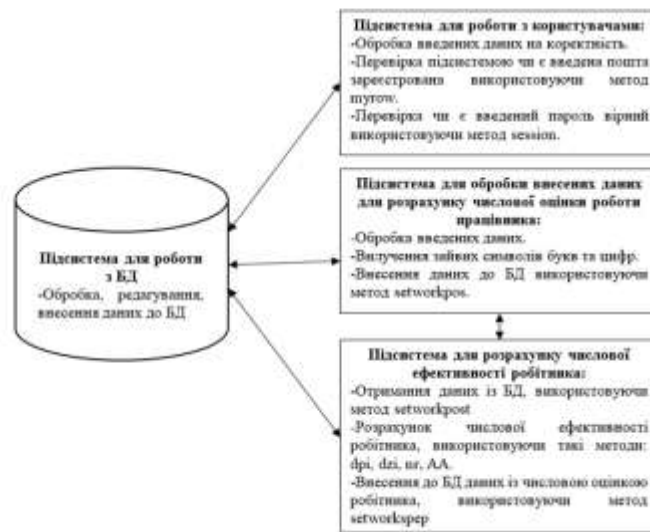 Підсистема для роботи з користувачами:
-Обробка введених даних на коректність.
-Перевірка підсистемою чи є введена пошта
зареєстрована використовуючи метод
myrow.
-Перевірка чи є введений пароль вірний
використовуючи метод session.
Підсистема для роботи
з БД
-Обробка, редагування,
внесення даних до БД
Підсистема для обробки внесених даних
для розрахунку числової оцінки роботи
працівника:
-Обробка введених даних.
-Вилучення зайвих символів букв та цифр.
-Внесення даних до БД використовуючи
метод setworkpos.
Підсистема для розрахунку числової
ефективності робітника:
-Отримання даних із БД, використовуючи
метод setworkpost
-Розрахунок числової ефективності
робітника, використовуючи такі методи:
dpi, dzi, ur, AA.
-Внесення до БД даних із числовою оцінкою
робітника, використовуючи метод
setworkspep